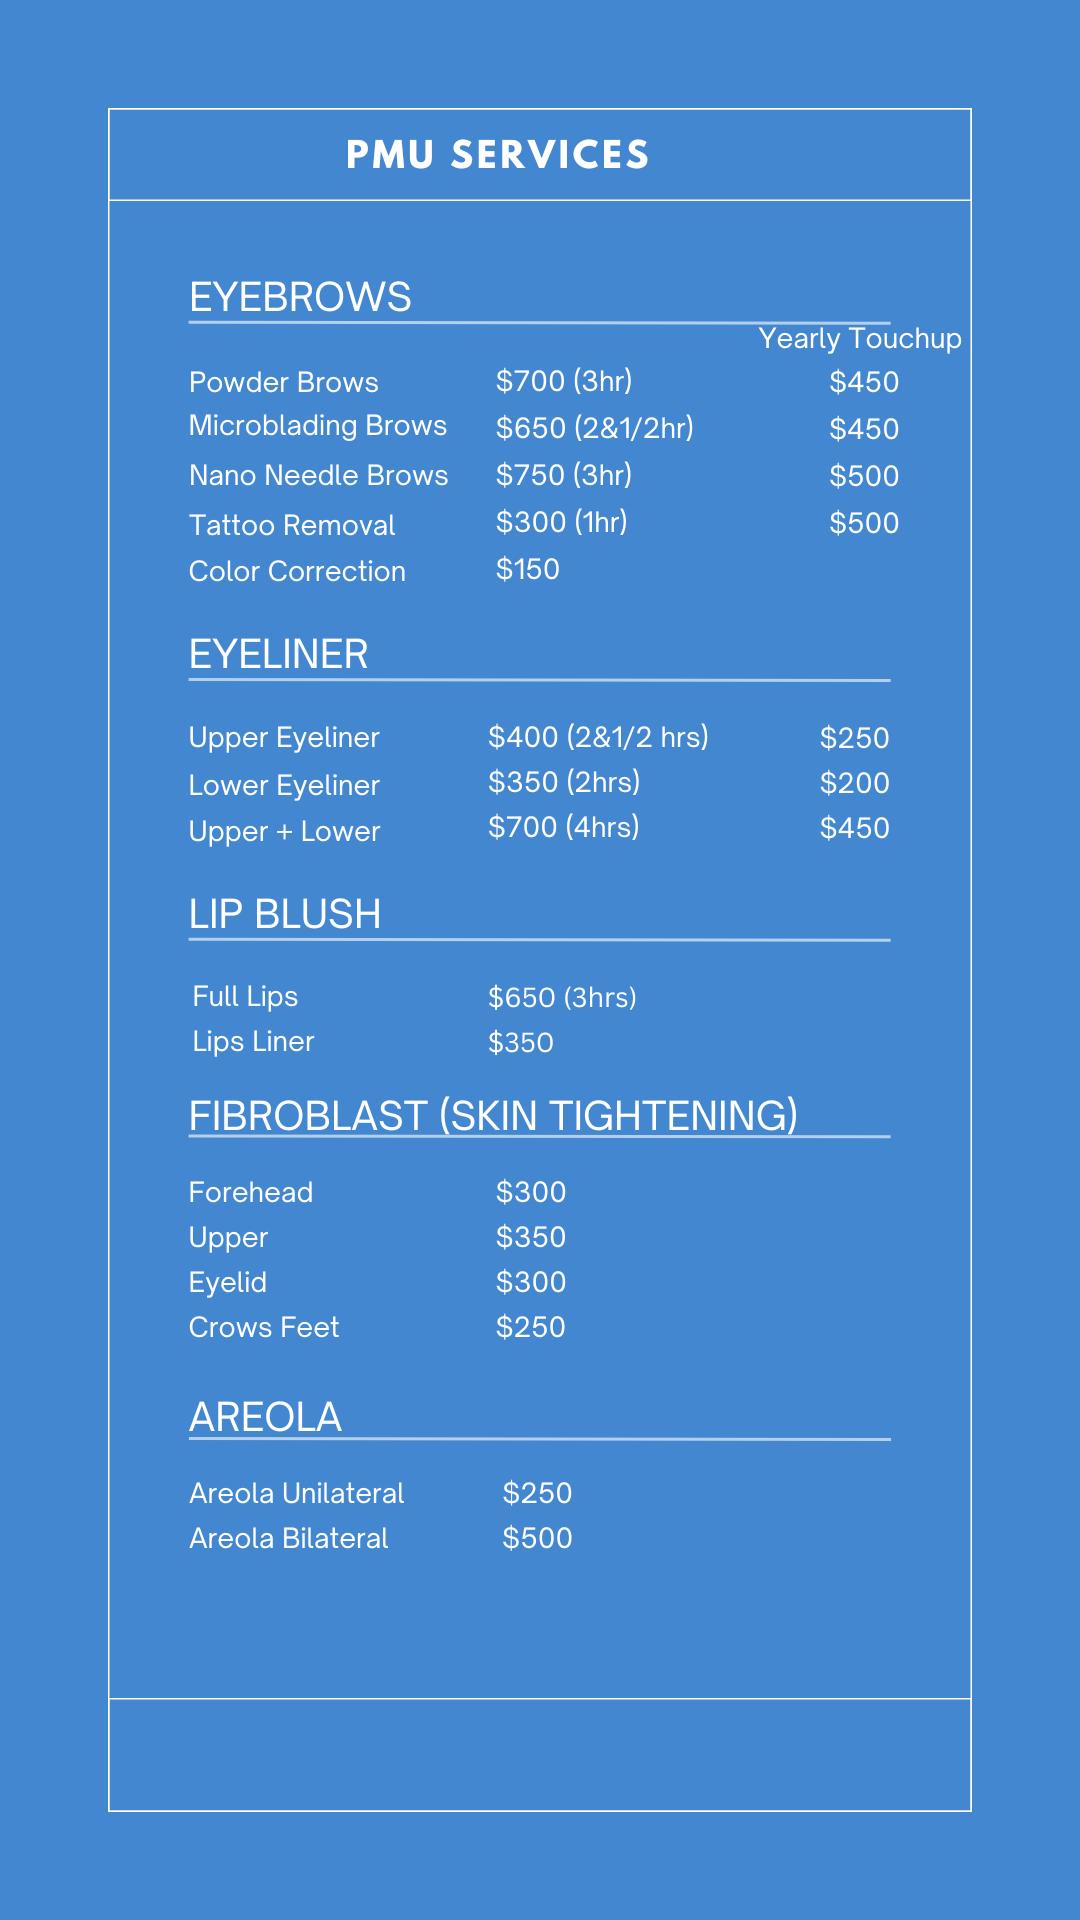 PMU SERVICES
EYEBROWS
Yearly Touchup
Powder Brows $700 (3hr) $450
Microblading Brows $650 (2&1/2hr) $450
Nano Needle Brows $750 (3hr) $500
Tattoo Removal $300 (1hr) $500
Color Correction $150
EYELINER
Upper Eyeliner $400 (2&1/2 hrs) $250
Lower Eyeliner $350 (2hrs) $200
Upper + Lower $700 (4hrs) $450
LIP BLUSH
Full Lips $650 (3hrs)
Lips Liner $350
FIBROBLAST (SKIN TIGHTENING)
Forehead $300
Upper $350
Eyelid $300
Crows Feet $250
AREOLA
Areola Unilateral $250
Areola Bilateral $500